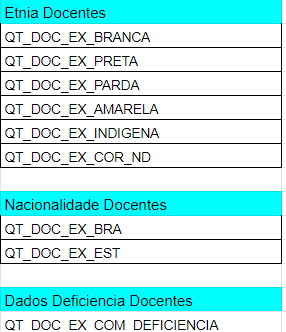 Etnia Docentes
QT_DOC_EX_BRANCA
QT_DOC_EX_PRETA
QT_DOC_EX_PARDA
QT_DOC_EX_AMARELA
QT_DOC_EX_INDIGENA
QT_DOC_EX_COR_ND
Nacionalidade Docentes
QT_DOC_EX_BRA
QT_DOC_EX_EST
Dados Deficiencia Docentes
QT_DOC_EX_COM_DEFICIENCIA